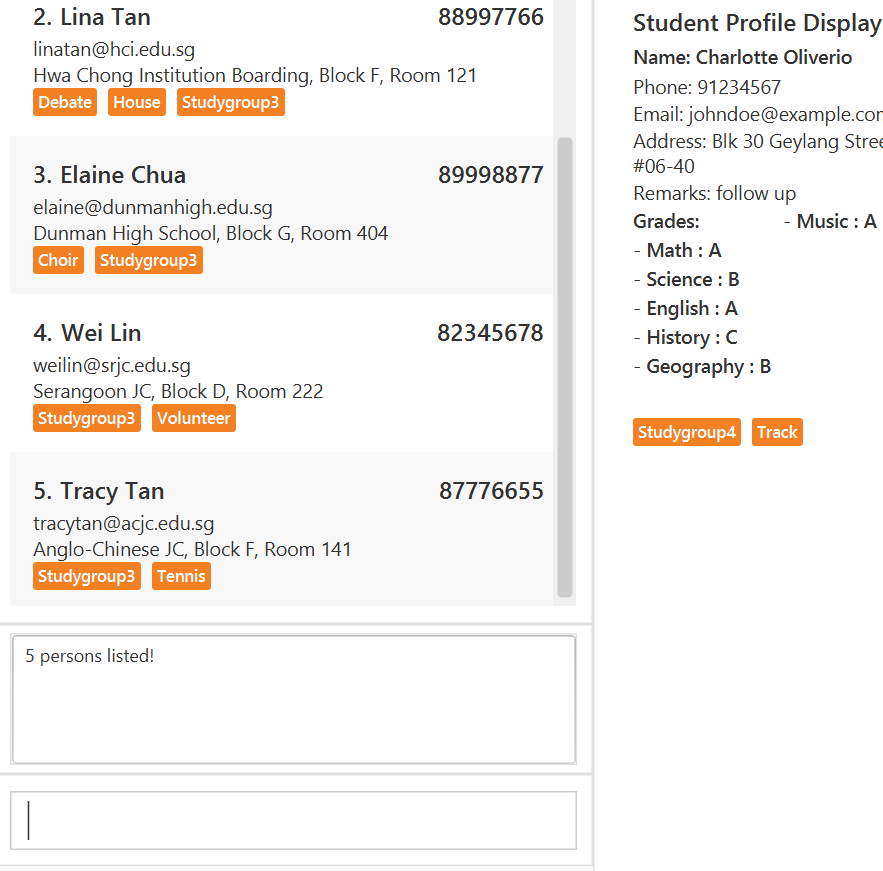 2. Lina Tan 88997766
linatan@hci.edu.sg
Hwa Chong Institution Boarding, Block F, Room 121
Debate House Studygroup3
3. Elaine Chua 89998877
elaine@dunmanhigh.edu.sg
Dunman High School, Block G, Room 404
Choir Studygroup3
4. Wei Lin 82345678
weilin@srjc.edu.sg
Serangoon JC, Block D, Room 222
Studygroup3 Volunteer
5. Tracy Tan 87776655
tracytan@acjc.edu.sg
Anglo-Chinese JC, Block F, Room 141
Studygroup3 Tennis
5 persons listed!
Student Profile Display
Name: Charlotte Oliverio
Phone: 91234567
Email: johndoe@example.com
Address: Blk 30 Geylang Stree
#06-40
Remarks: follow up
Grades: - Music : A
- Math : A
- Science : B
- English : A
- History : C
- Geography : B
Studygroup4 Track